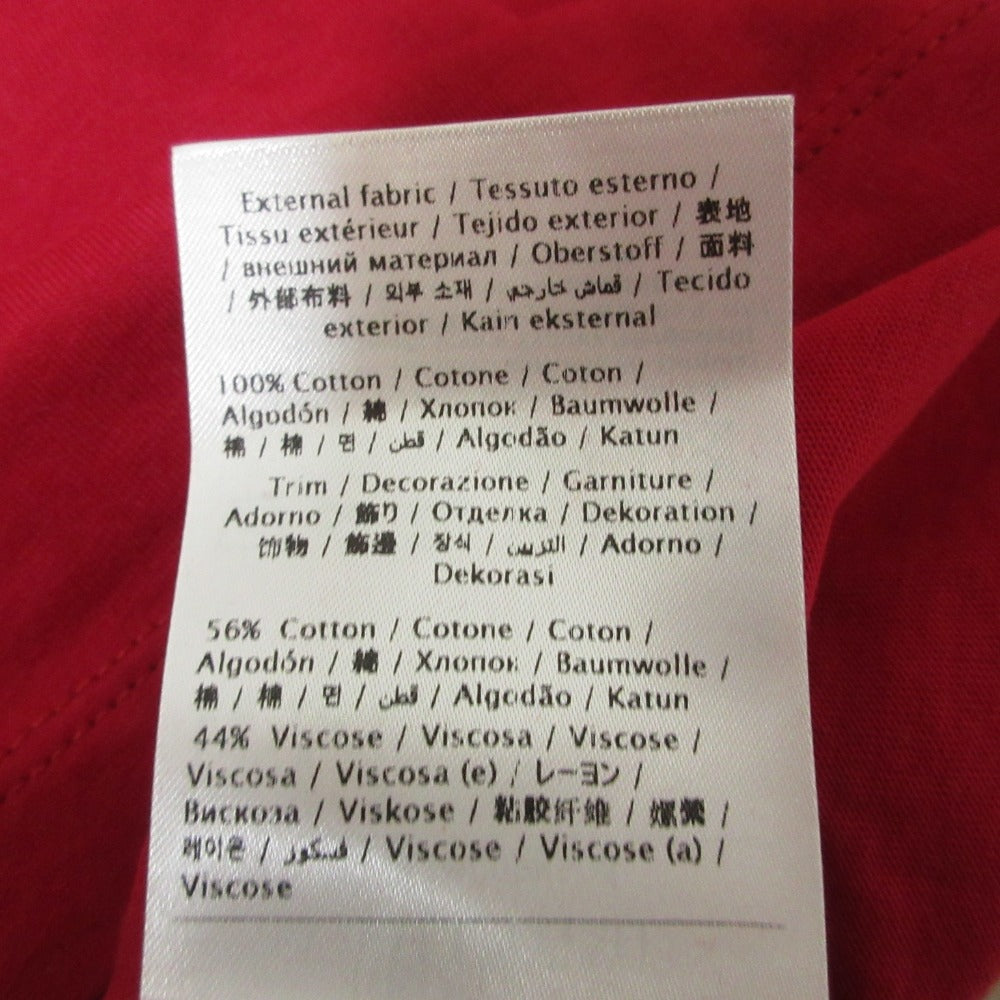 External fabric / Tessuto esterno /
Tissu extérieur / Tejido exterior / 表地
/ внешний материал / Oberstoff / 面料
/ 外部布料 / 외부 소재 / قماش خارجي / Tecido
exterior / Kain eksternal
100% Cotton / Cotone / Coton /
Algodón / 綿 / Хлопок / Baumwolle /
棉 / 棉 / 면 / قطن / Algodão / Katun
Trim / Decorazione / Garniture /
Adorno / 飾り / Отделка / Dekoration /
饰物 / 飾邊 / 장식 / التزيين / Adorno /
Dekorasi
56% Cotton / Cotone / Coton /
Algodón / 綿 / Хлопок / Baumwolle /
棉 / 棉 / 면 / قطن / Algodão / Katun
44% Viscose / Viscosa / Viscose /
Viscosa / Viscosa (e) / レーヨン /
Вискоза / Viskose / 粘胶纤维 / 嫘縈 /
레이온 / فسكوز / Viscose / Viscose (a) /
Viscose